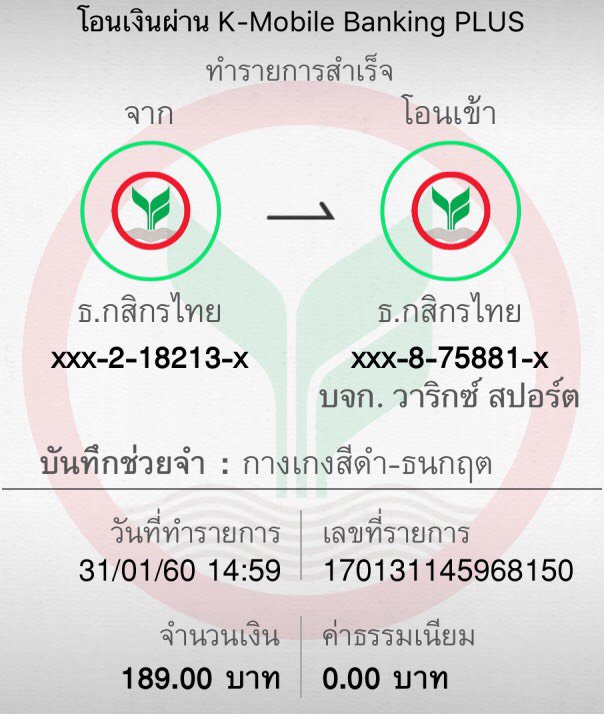 โอนเงินผ่าน K-Mobile Banking PLUS
ทำรายการสำเร็จ
จาก
โอนเข้า
ธ.กสิกรไทย
ธ.กสิกรไทย
xxx-2-18213-x
xxx-8-75881-x
บจก. วาริกซ์ สปอร์ต
บันทึกช่วยจำ : กางเกงสีดำ-ธนกฤต
วันที่ทำรายการ
เลขที่รายการ
31/01/60 14:59
170131145968150
จำนวนเงิน
ค่าธรรมเนียม
189.00 บาท
0.00 บาท